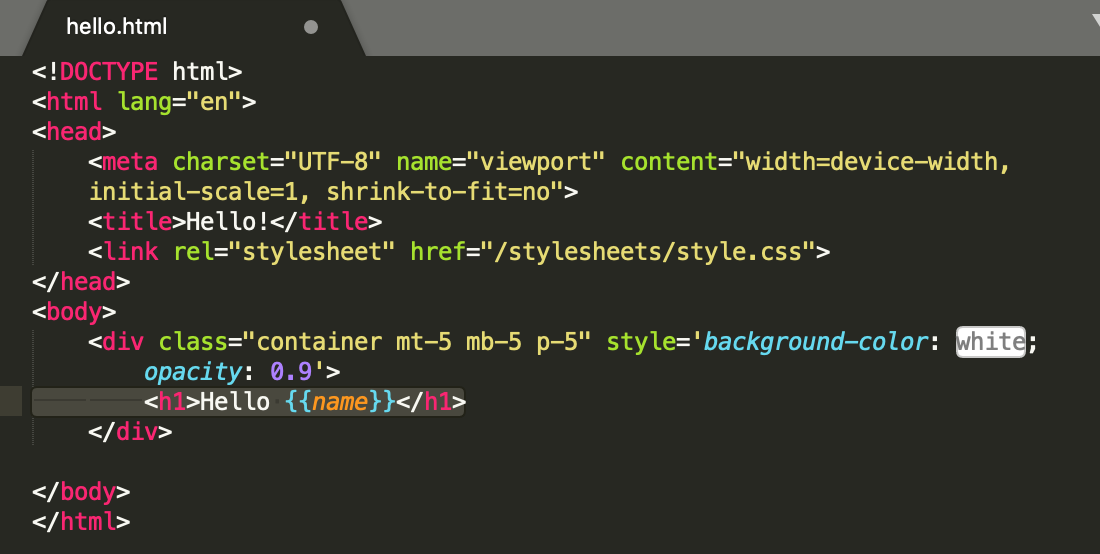 hello.html
<!DOCTYPE html>
<html lang="en">
<head>
    <meta charset="UTF-8" name="viewport" content="width=device-width,
    initial-scale=1, shrink-to-fit=no">
    <title>Hello!</title>
    <link rel="stylesheet" href="/stylesheets/style.css">
</head>
<body>
    <div class="container mt-5 mb-5 p-5" style='background-color: white;
        opacity: 0.9'>
        <h1>Hello {{name}}</h1>
    </div>

</body>
</html>